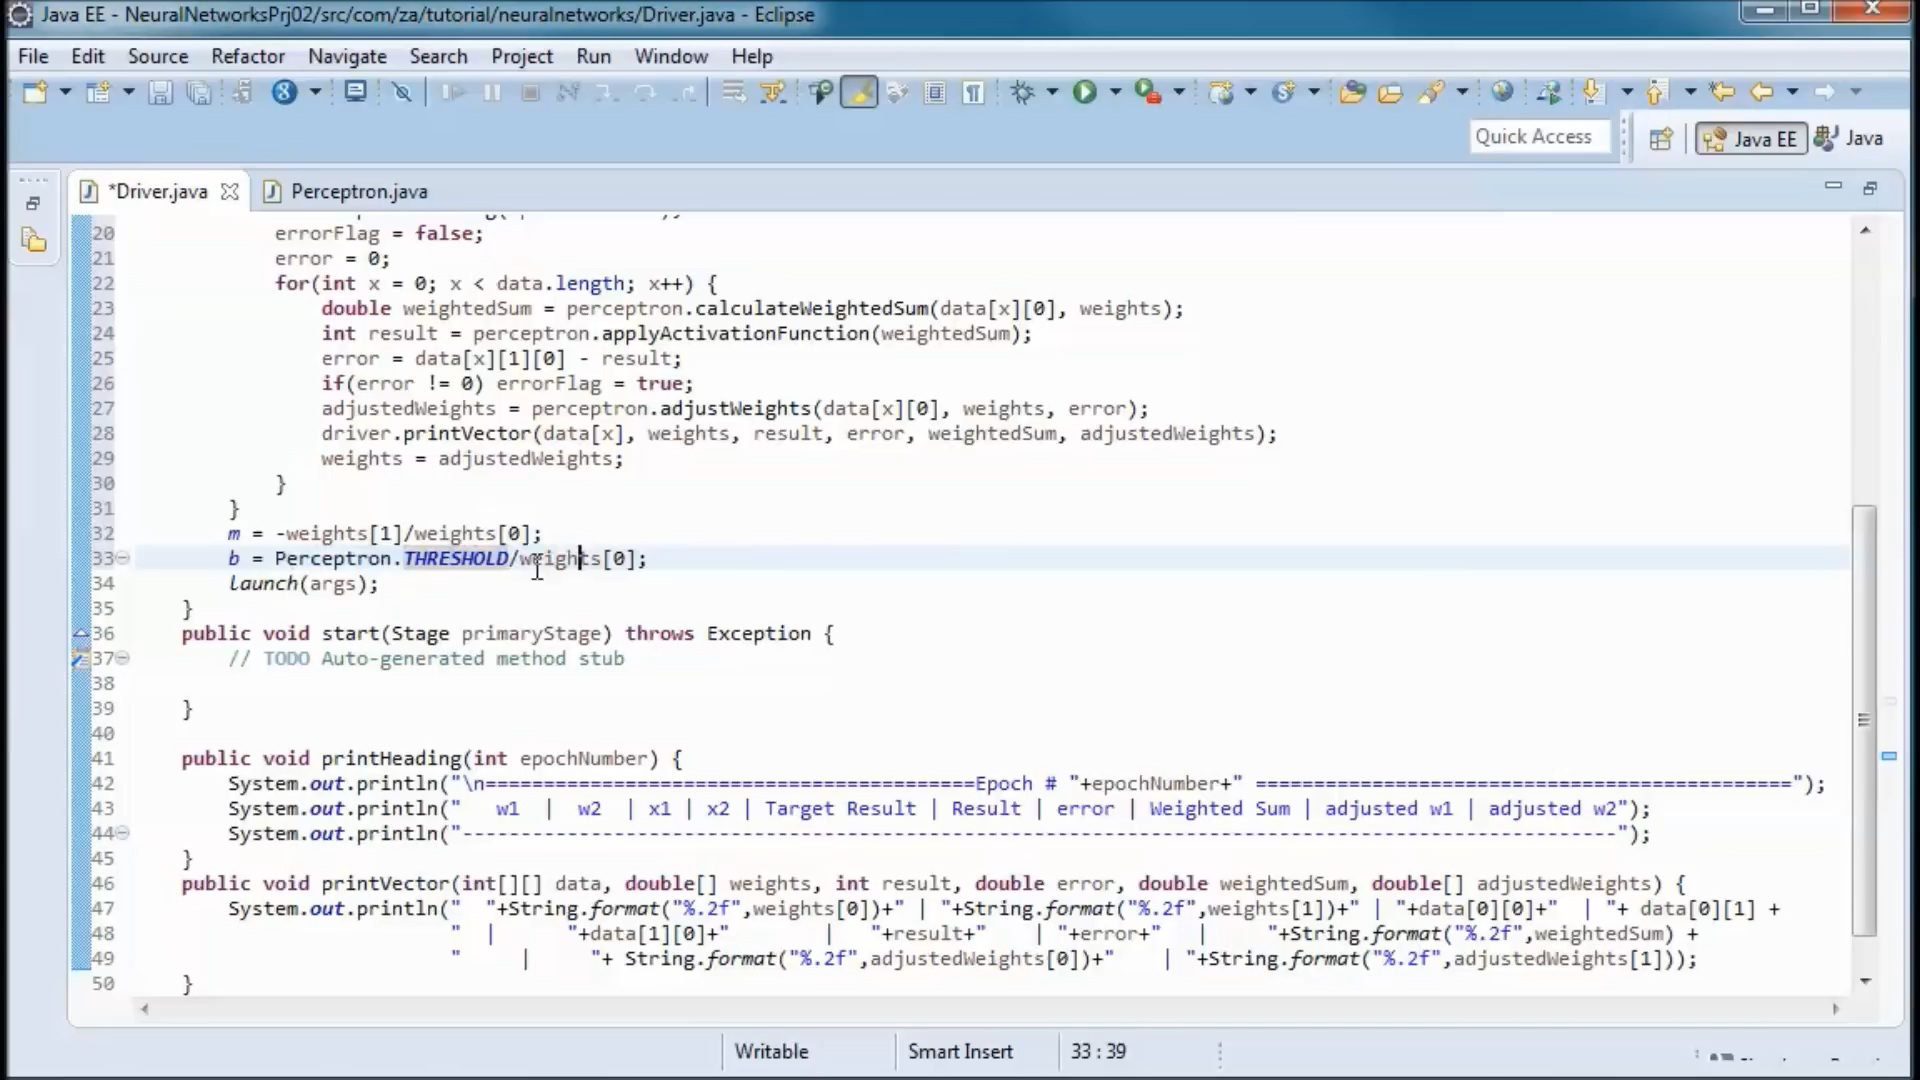 Java EE - NeuralNetworksPrj02/src/com/za/tutorial/neuralnetworks/Driver.java - Eclipse
File Edit Source Refactor Navigate Search Project Run Window Help
Quick Access
Java EE
Java
*Driver.java
Perceptron.java
20 errorFlag = false;
21 error = 0;
22 for(int x = 0; x < data.length; x++) {
23 double weightedSum = perceptron.calculateWeightedSum(data[x][0], weights);
24 int result = perceptron.applyActivationFunction(weightedSum);
25 error = data[x][1][0] - result;
26 if(error != 0) errorFlag = true;
27 adjustedWeights = perceptron.adjustWeights(data[x][0], weights, error);
28 driver.printVector(data[x], weights, result, error, weightedSum, adjustedWeights);
29 weights = adjustedWeights;
30 }
31 }
32 m = -weights[1]/weights[0];
33 b = Perceptron.THRESHOLD/weights[0];
34 launch(args);
35 }
36 public void start(Stage primaryStage) throws Exception {
37 // TODO Auto-generated method stub
38
39 }
40
41 public void printHeading(int epochNumber) {
42 System.out.println("\n==========================================Epoch # "+epochNumber+" ==============================================");
43 System.out.println("   w1  |  w2  | x1 | x2 | Target Result | Result | error | Weighted Sum | adjusted w1 | adjusted w2");
44 System.out.println("---------------------------------------------------------------------------------------------------");
45 }
46 public void printVector(int[][] data, double[] weights, int result, double error, double weightedSum, double[] adjustedWeights) {
47 System.out.println("  "+String.format("%.2f",weights[0])+" | "+String.format("%.2f",weights[1])+" | "+data[0][0]+"  | "+ data[0][1] +
48 "  |      "+data[1][0]+"        |   "+result+"    | "+error+"  |     "+String.format("%.2f",weightedSum) +
49 "     |     "+ String.format("%.2f",adjustedWeights[0])+"    | "+String.format("%.2f",adjustedWeights[1]));
50 }
Writable
Smart Insert
33 : 39